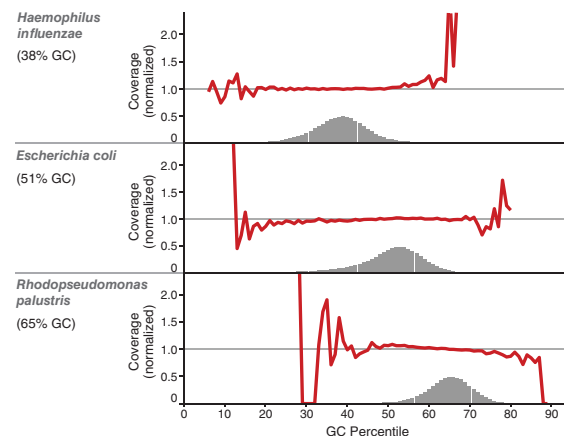 Haemophilus
influenzae
(38% GC)
Coverage
(normalized)
2.0
1.5
1.0
0.5
0
Escherichia coli
(51% GC)
Coverage
(normalized)
2.0
1.5
1.0
0.5
0
Rhodopseudomonas
palustris
(65% GC)
Coverage
(normalized)
2.0
1.5
1.0
0.5
0
0 10 20 30 40 50 60 70 80 90
GC Percentile